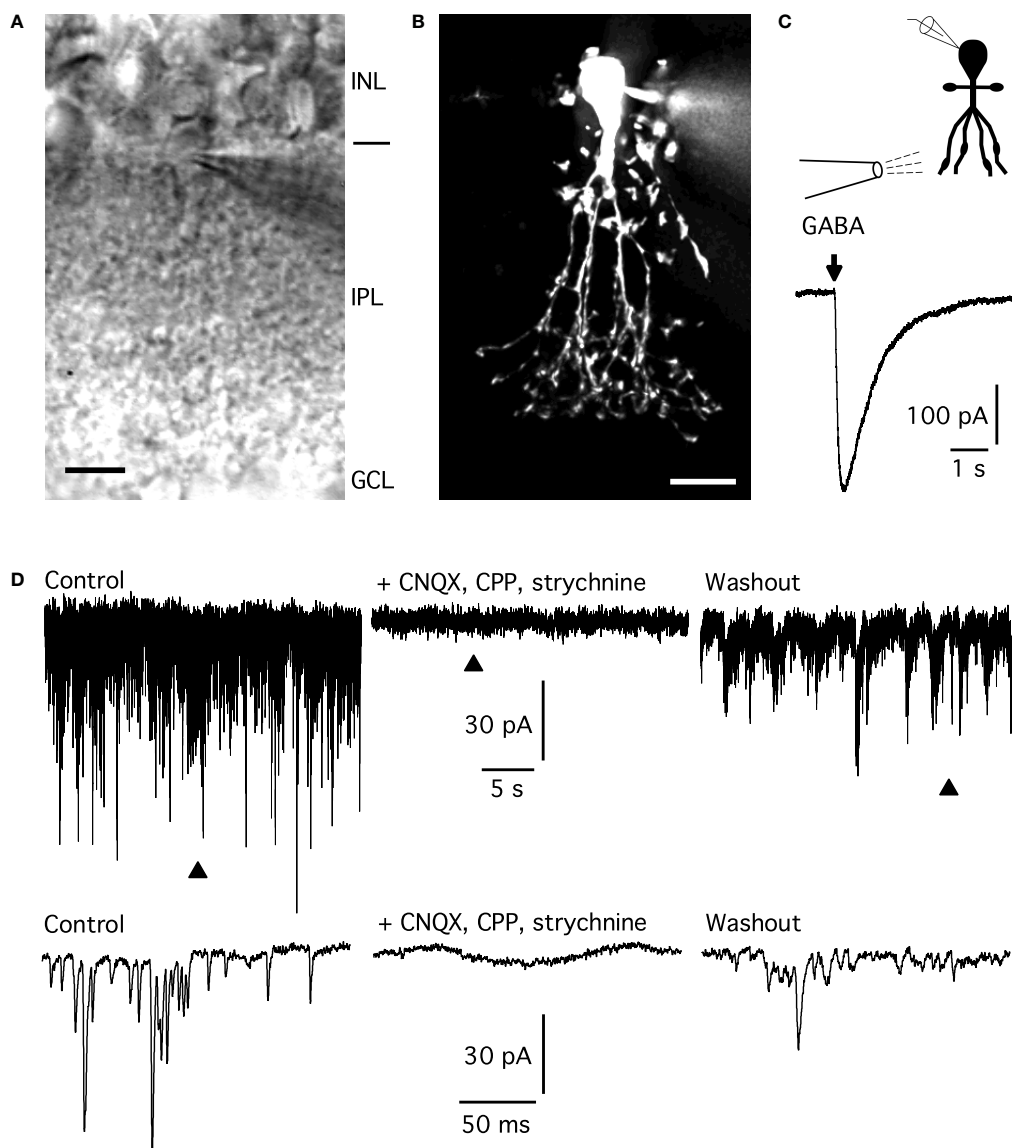 A
INL
IPL
GCL
B
C
GABA
100 pA
1 s
D
Control
+ CNQX, CPP, strychnine
Washout
30 pA
5 s
Control
+ CNQX, CPP, strychnine
Washout
30 pA
50 ms